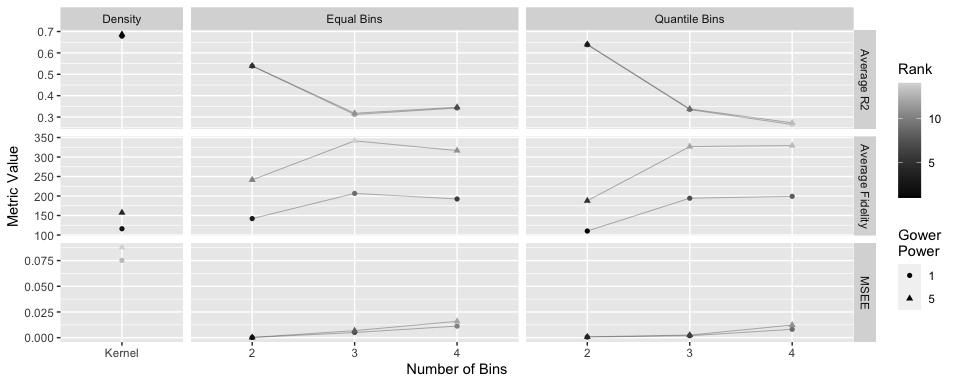 Density
Equal Bins
Quantile Bins
Metric Value
0.7
0.6
0.5
0.4
0.3
Average R2
350
300
250
200
150
100
Average Fidelity
0.075
0.050
0.025
0.000
MSEE
Kernel
2
3
4
2
3
4
Number of Bins
Rank
10
5
Gower
Power
1
5